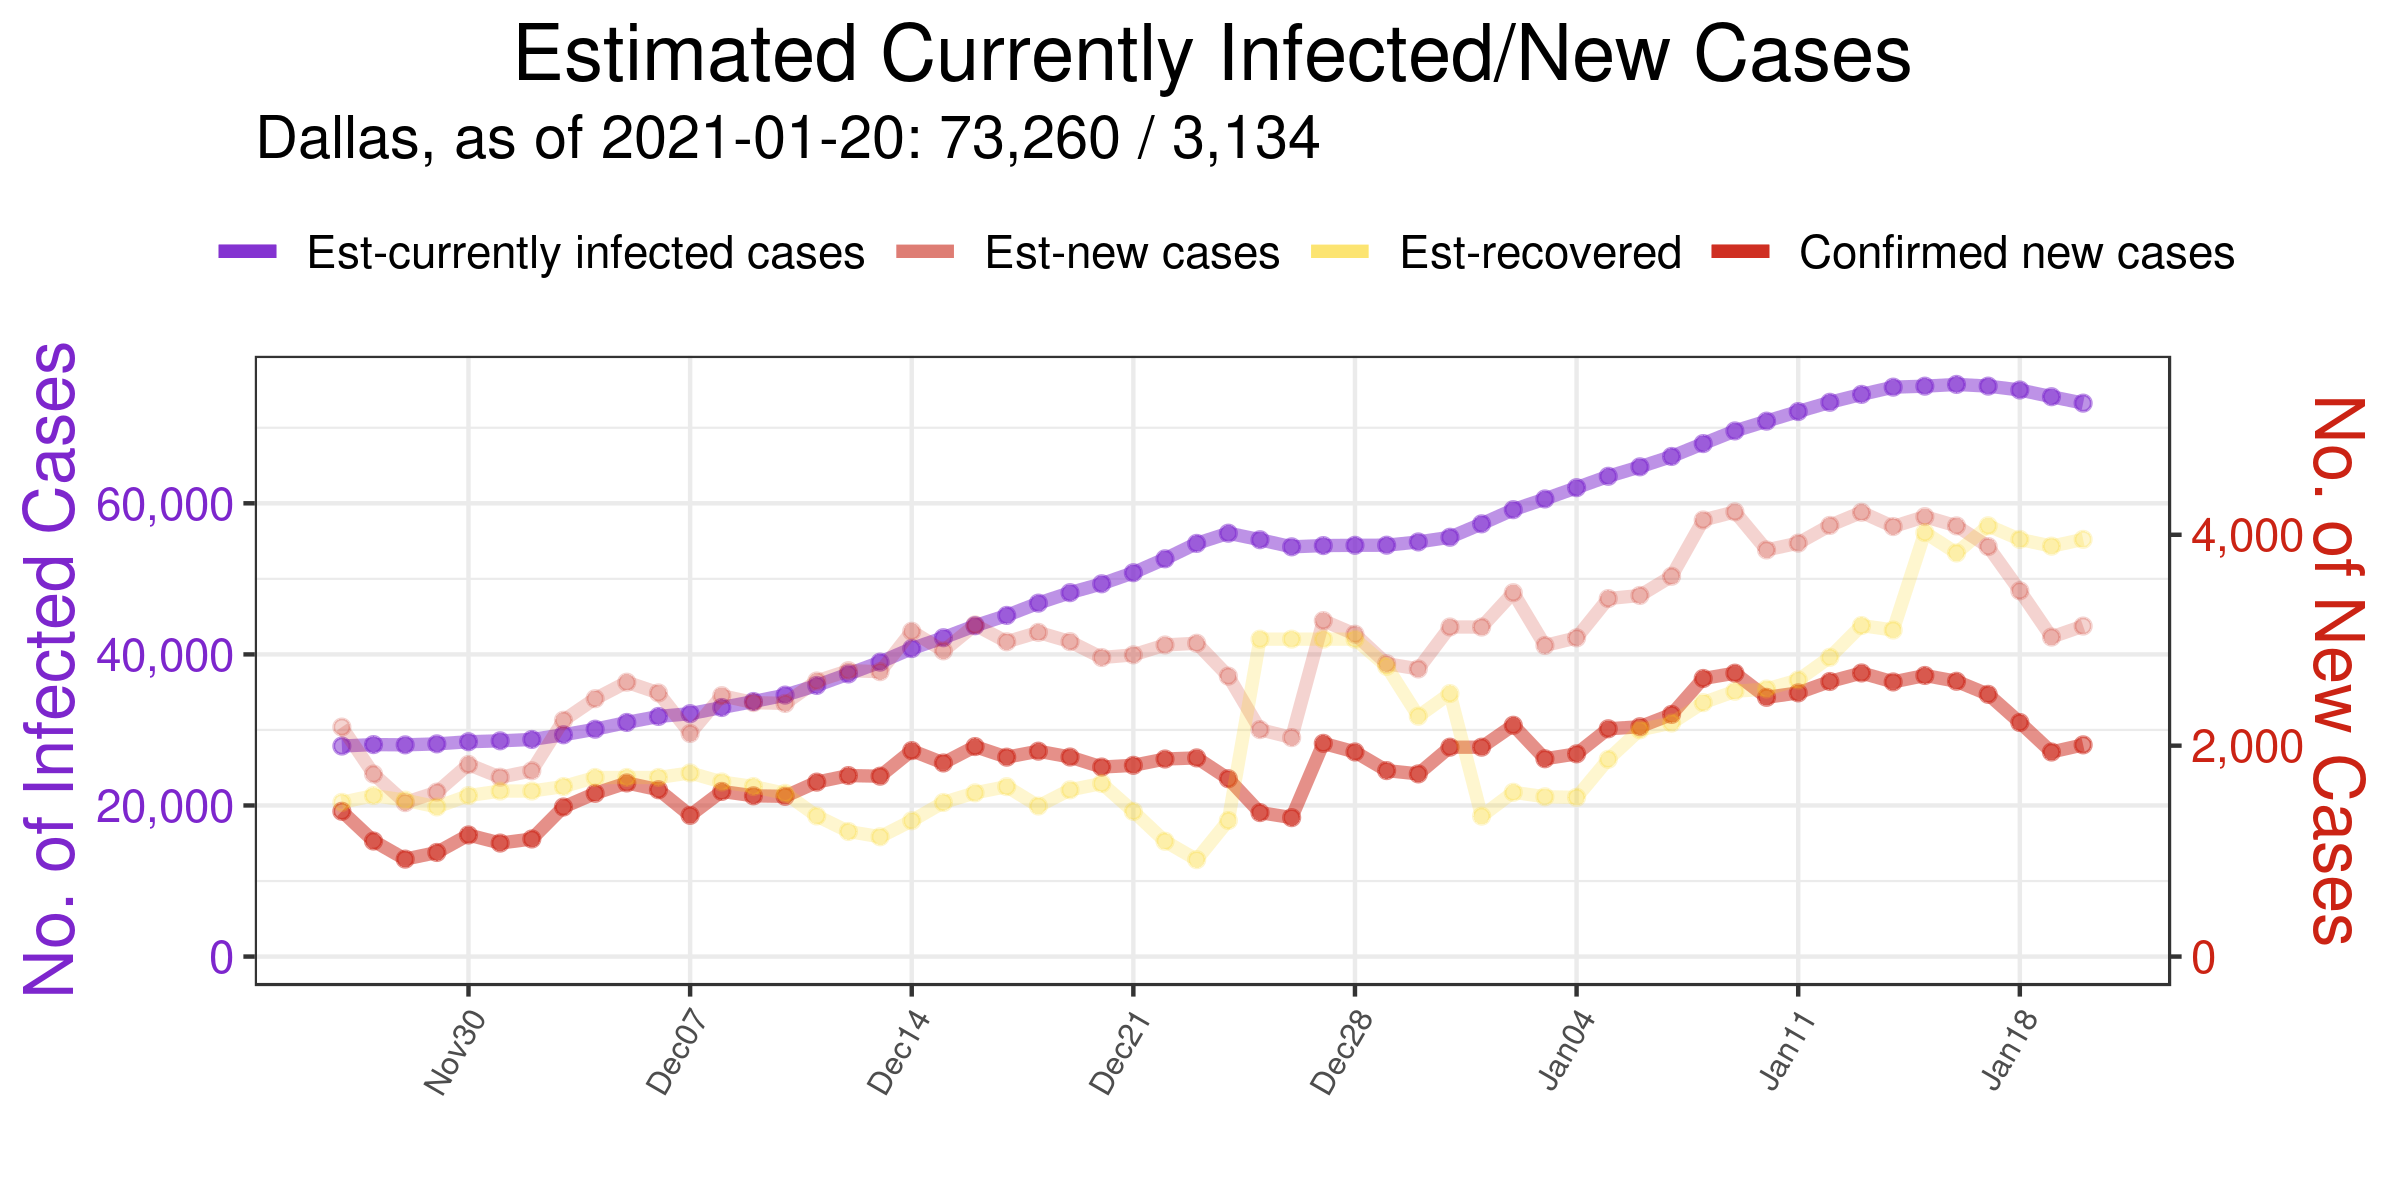 Estimated Currently Infected/New Cases
Dallas, as of 2021-01-20: 73,260 / 3,134
Est-currently infected cases Est-new cases Est-recovered Confirmed new cases
No. of Infected Cases
60,000
40,000
20,000
0
No. of New Cases
4,000
2,000
0
Nov30 Dec07 Dec14 Dec21 Dec28 Jan04 Jan11 Jan18